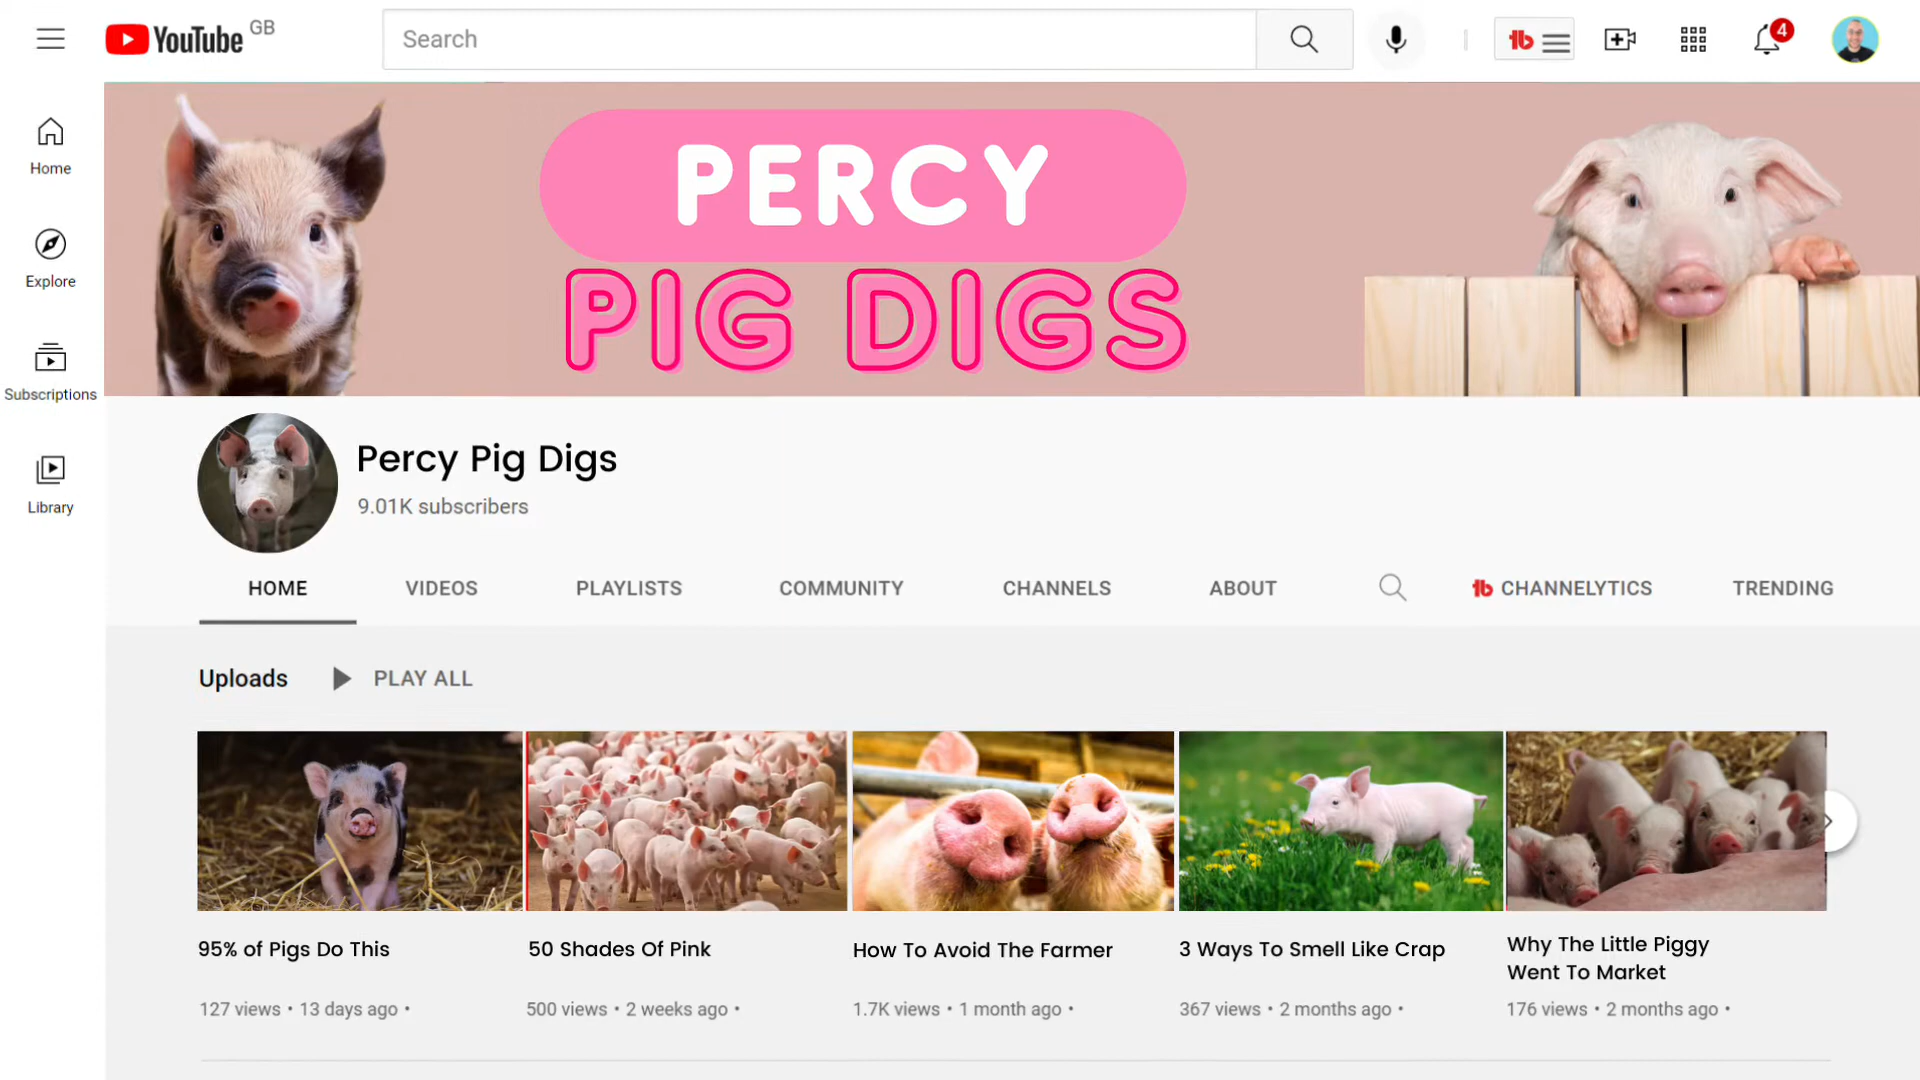 YouTube GB
Search
4
Home
Explore
Subscriptions
Library
PERCY
PIG DIGS
Percy Pig Digs
9.01K subscribers
HOME VIDEOS PLAYLISTS COMMUNITY CHANNELS ABOUT tb CHANNELYTICS TRENDING
Uploads PLAY ALL
95% of Pigs Do This
127 views • 13 days ago •
50 Shades Of Pink
500 views • 2 weeks ago •
How To Avoid The Farmer
1.7K views • 1 month ago •
3 Ways To Smell Like Crap
367 views • 2 months ago •
Why The Little Piggy
Went To Market
176 views • 2 months ago •